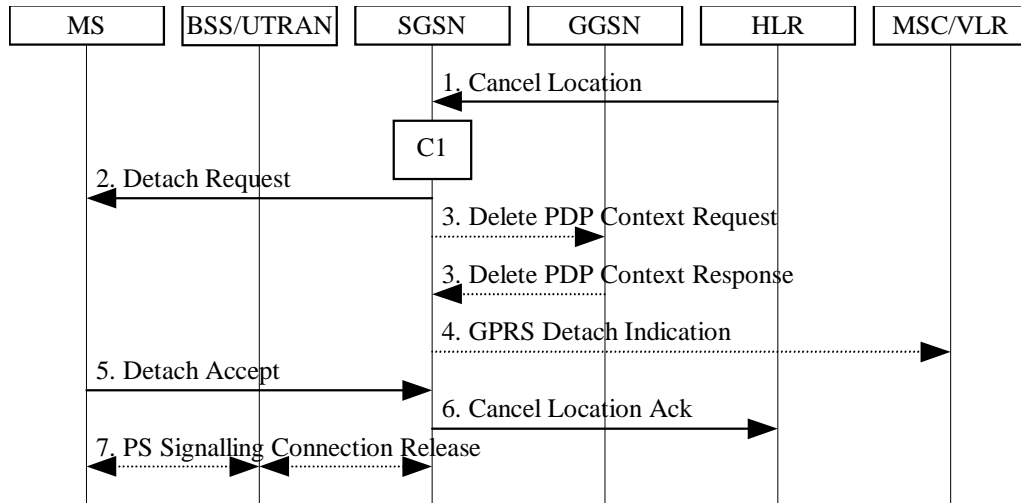 MS BSS/UTRAN SGSN GGSN HLR MSC/VLR
1. Cancel Location
C1
2. Detach Request
3. Delete PDP Context Request
3. Delete PDP Context Response
4. GPRS Detach Indication
5. Detach Accept
6. Cancel Location Ack
7. PS Signalling Connection Release